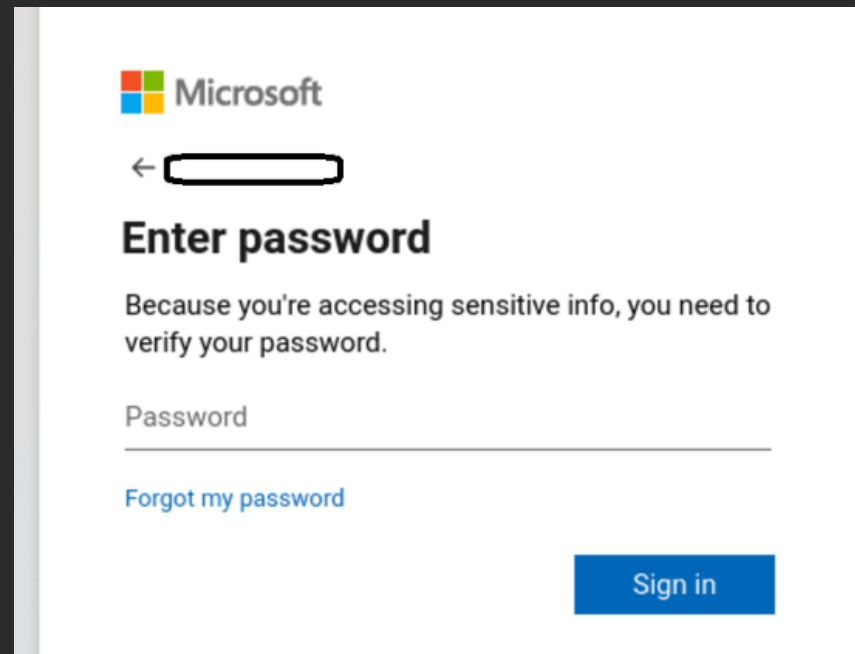 Microsoft
Enter password
Because you're accessing sensitive info, you need to
verify your password.
Password
Forgot my password
Sign in